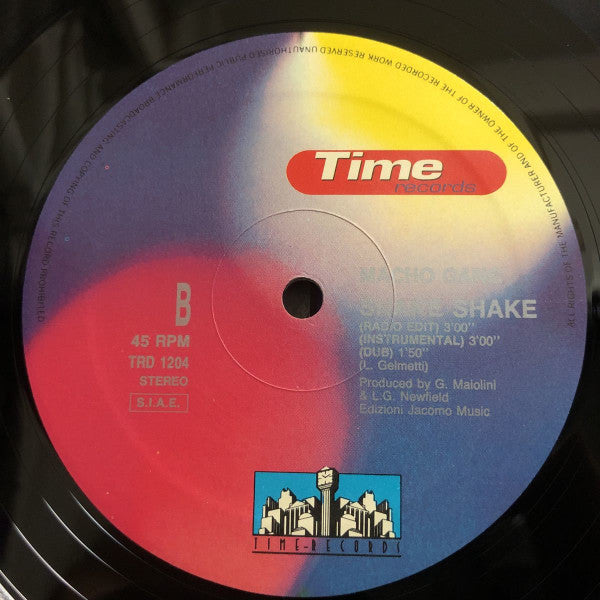 ALL RIGHTS OF THE MANUFACTURER AND OF THE OWNER OF THE RECORDED WORK RESERVED UNAUTHORISED PUBLIC PERFORMANCE BROADCASTING AND COPYING OF THIS RECORD PROHIBITED
Time
records
MACHO
SHAKE
(RADIO EDIT) 3'00"
(INSTRUMENTAL) 3'00"
(DUB) 1'50"
(L. Gelmetti)
Produced by G. Maiolini
& L.G. Newfield
Edizioni Jacomo Music
B
45 RPM
TRD 1204
STEREO
S.I.A.E.
TIME-RECORDS